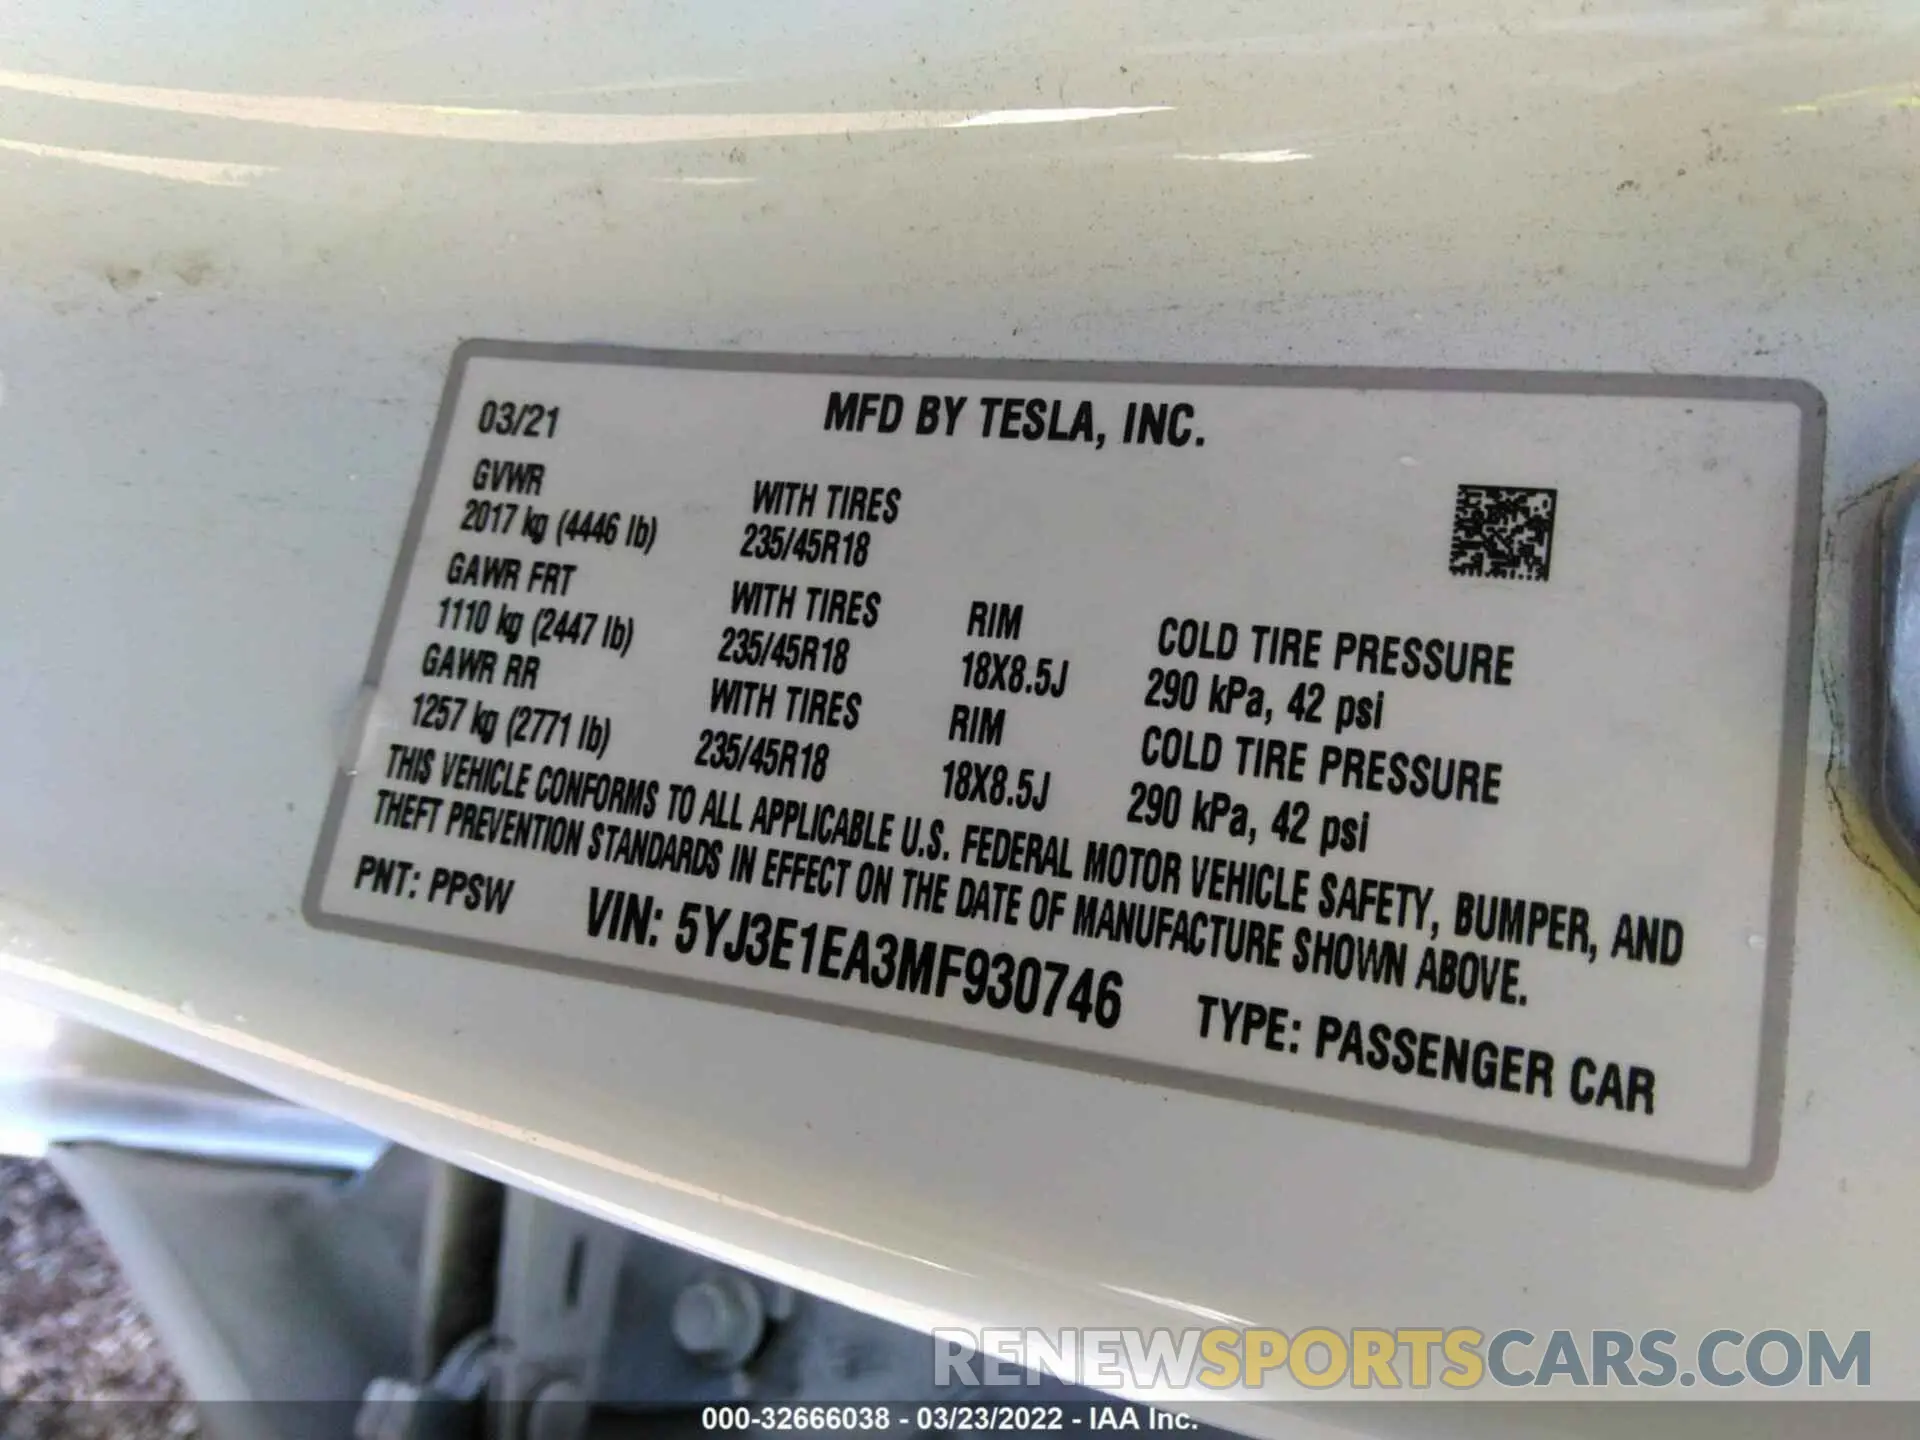 03/21 MFD BY TESLA, INC.
GVWR WITH TIRES
2017 kg (4446 lb) 235/45R18
GAWR FRT WITH TIRES RIM COLD TIRE PRESSURE
1110 kg (2447 lb) 235/45R18 18X8.5J 290 kPa, 42 psi
GAWR RR WITH TIRES RIM COLD TIRE PRESSURE
1257 kg (2771 lb) 235/45R18 18X8.5J 290 kPa, 42 psi
THIS VEHICLE CONFORMS TO ALL APPLICABLE U.S. FEDERAL MOTOR VEHICLE SAFETY, BUMPER, AND
THEFT PREVENTION STANDARDS IN EFFECT ON THE DATE OF MANUFACTURE SHOWN ABOVE.
PNT: PPSW VIN: 5YJ3E1EA3MF930746 TYPE: PASSENGER CAR
RENEWSPORTSCARS.COM
000-32666038 - 03/23/2022 - IAA Inc.